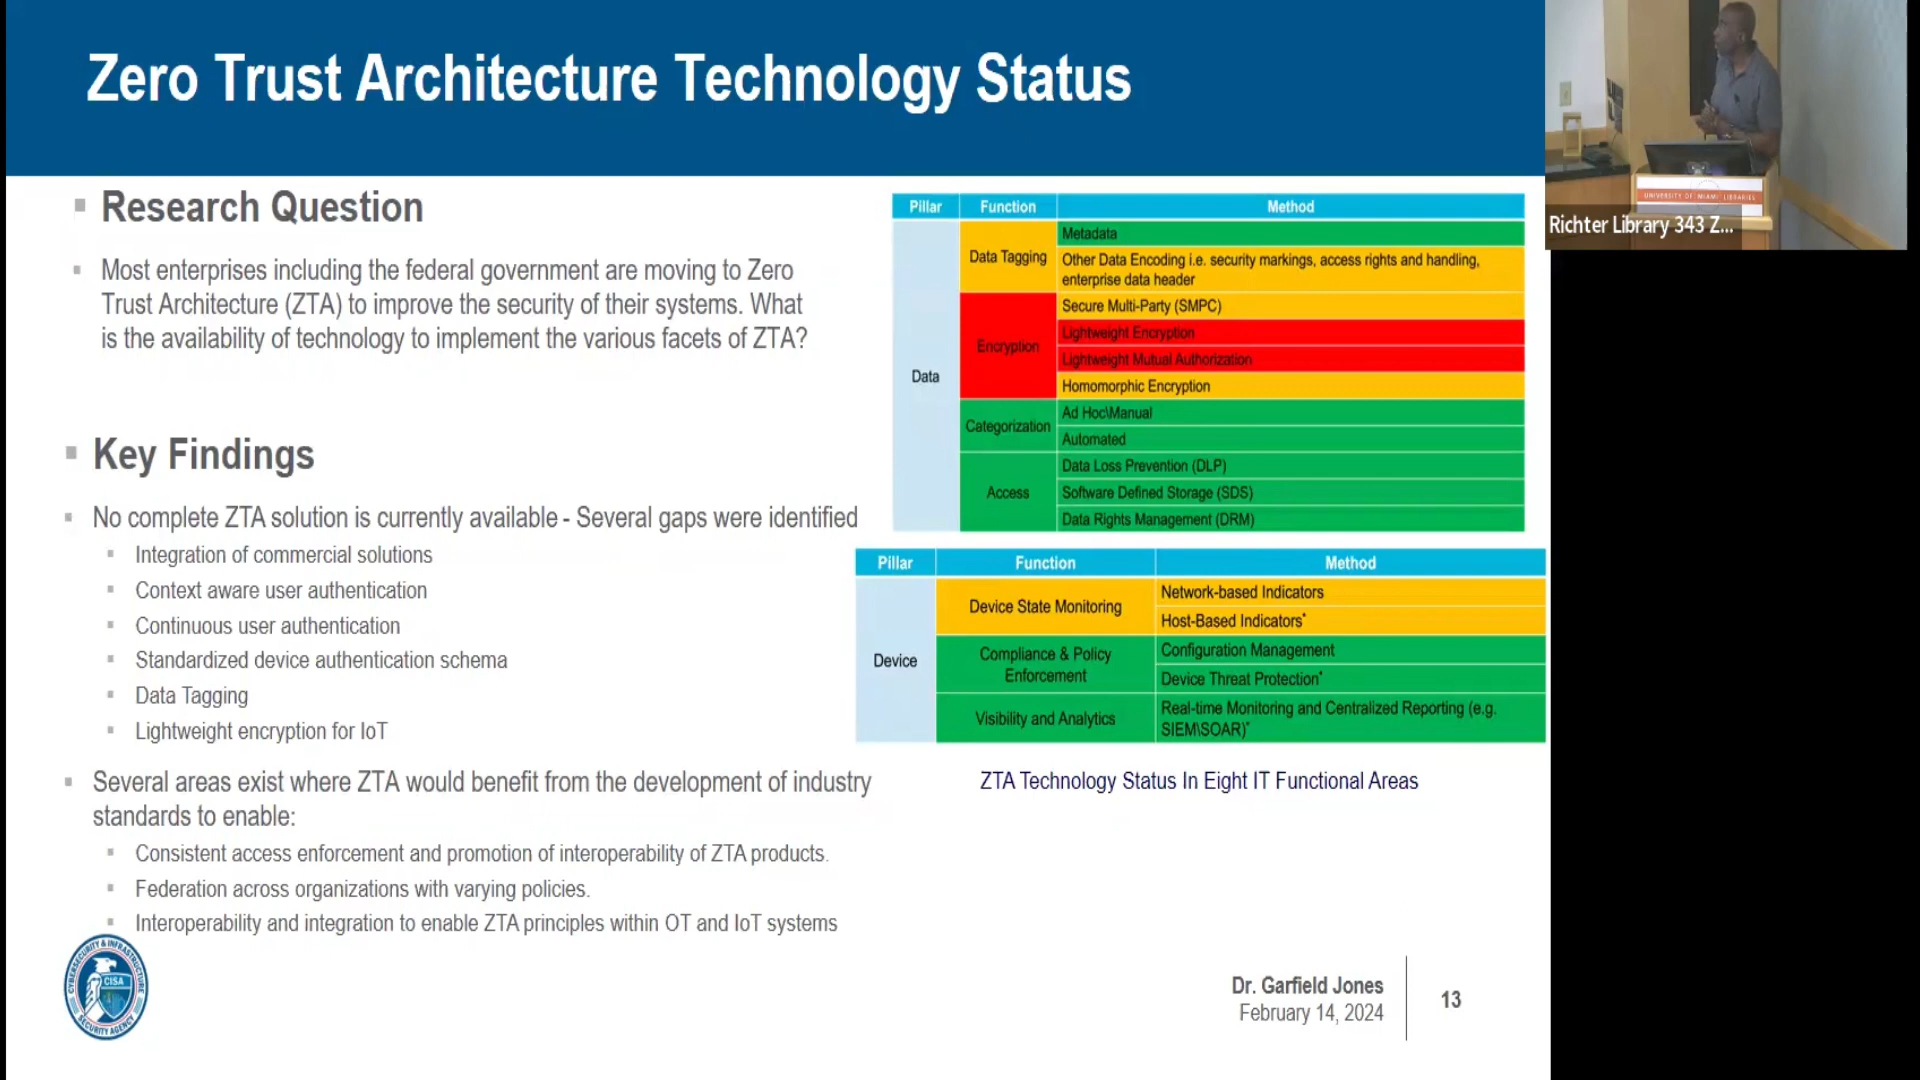 Zero Trust Architecture Technology Status
Research Question
Most enterprises including the federal government are moving to Zero
Trust Architecture (ZTA) to improve the security of their systems. What
is the availability of technology to implement the various facets of ZTA?
Key Findings
No complete ZTA solution is currently available - Several gaps were identified
Integration of commercial solutions
Context aware user authentication
Continuous user authentication
Standardized device authentication schema
Data Tagging
Lightweight encryption for IoT
Several areas exist where ZTA would benefit from the development of industry
standards to enable:
Consistent access enforcement and promotion of interoperability of ZTA products.
Federation across organizations with varying policies.
Interoperability and integration to enable ZTA principles within OT and IoT systems
Pillar Function Method
Data
Data Tagging
Metadata
Other Data Encoding i.e. security markings, access rights and handling,
enterprise data header
Encryption
Secure Multi-Party (SMPC)
Lightweight Encryption
Lightweight Mutual Authorization
Homomorphic Encryption
Categorization
Ad Hoc\Manual
Automated
Access
Data Loss Prevention (DLP)
Software Defined Storage (SDS)
Data Rights Management (DRM)
Pillar Function Method
Device
Device State Monitoring
Network-based Indicators
Host-Based Indicators*
Compliance & Policy
Enforcement
Configuration Management
Device Threat Protection*
Visibility and Analytics
Real-time Monitoring and Centralized Reporting (e.g.
SIEM\SOAR)*
ZTA Technology Status In Eight IT Functional Areas
CYBERSECURITY & INFRASTRUCTURE
CISA
SECURITY AGENCY
Dr. Garfield Jones
February 14, 2024
13
UNIVERSITY OF MIAMI LIBRARIES
Richter Library 343 Z...